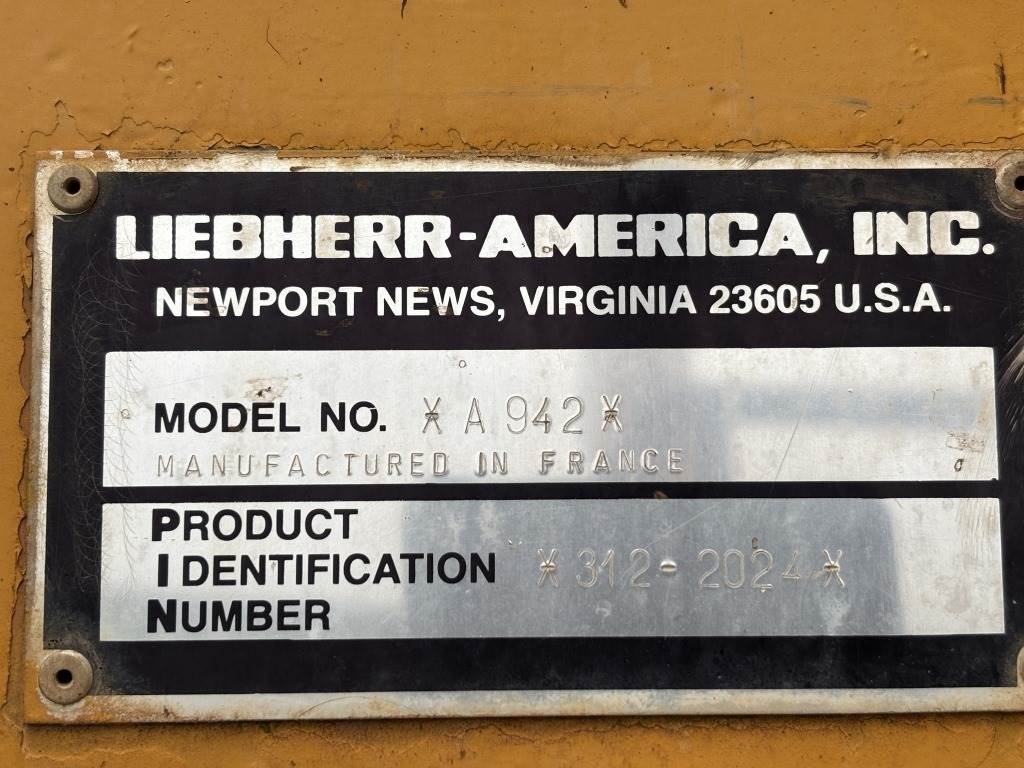 LIEBHERR-AMERICA, INC.
NEWPORT NEWS, VIRGINIA 23605 U.S.A.
MODEL NO. *A 942*
MANUFACTURED IN FRANCE
PRODUCT
IDENTIFICATION *312-2024*
NUMBER